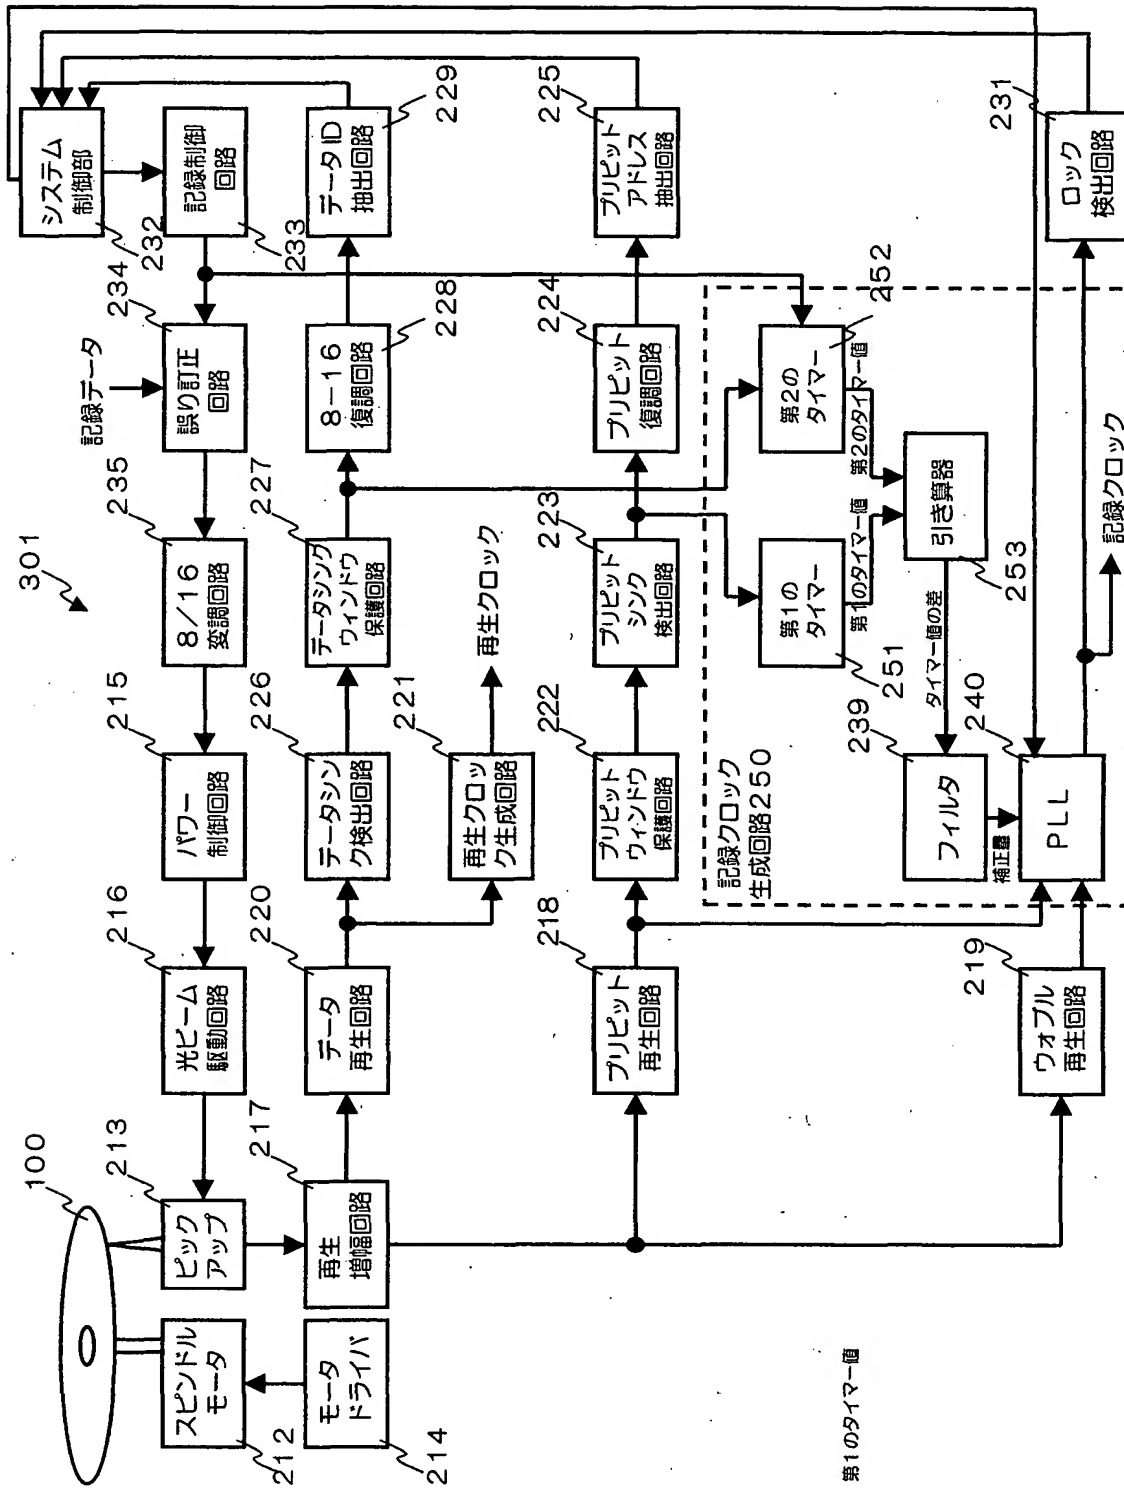 301
100
スピンドル
モータ
212
モータ
ドライバ
214
ピック
アップ
213
再生
増幅回路
217
光ビーム
駆動回路
216
パワー
制御回路
215
8/16
変調回路
235
記録データ
誤り訂正
回路
234
システム
制御部
232
記録制御
回路
233
データ
再生回路
220
データシン
ク検出回路
226
データシンク
ウィンドウ
保護回路
227
8-16
復調回路
228
データID
抽出回路
229
再生クロッ
ク生成回路
221
再生クロック
プリピット
再生回路
218
プリピット
ウィンドウ
保護回路
222
プリピット
シンク
検出回路
223
プリピット
復調回路
224
プリピット
アドレス
抽出回路
225
記録クロック
生成回路250
第1の
タイマー
251
第1のタイマー値
第2の
タイマー
252
第2のタイマー値
引き算器
253
タイマー値の差
フィルタ
239
補正量
PLL
240
ウォブル
再生回路
219
ロック
検出回路
231
記録クロック
第1のタイマー値